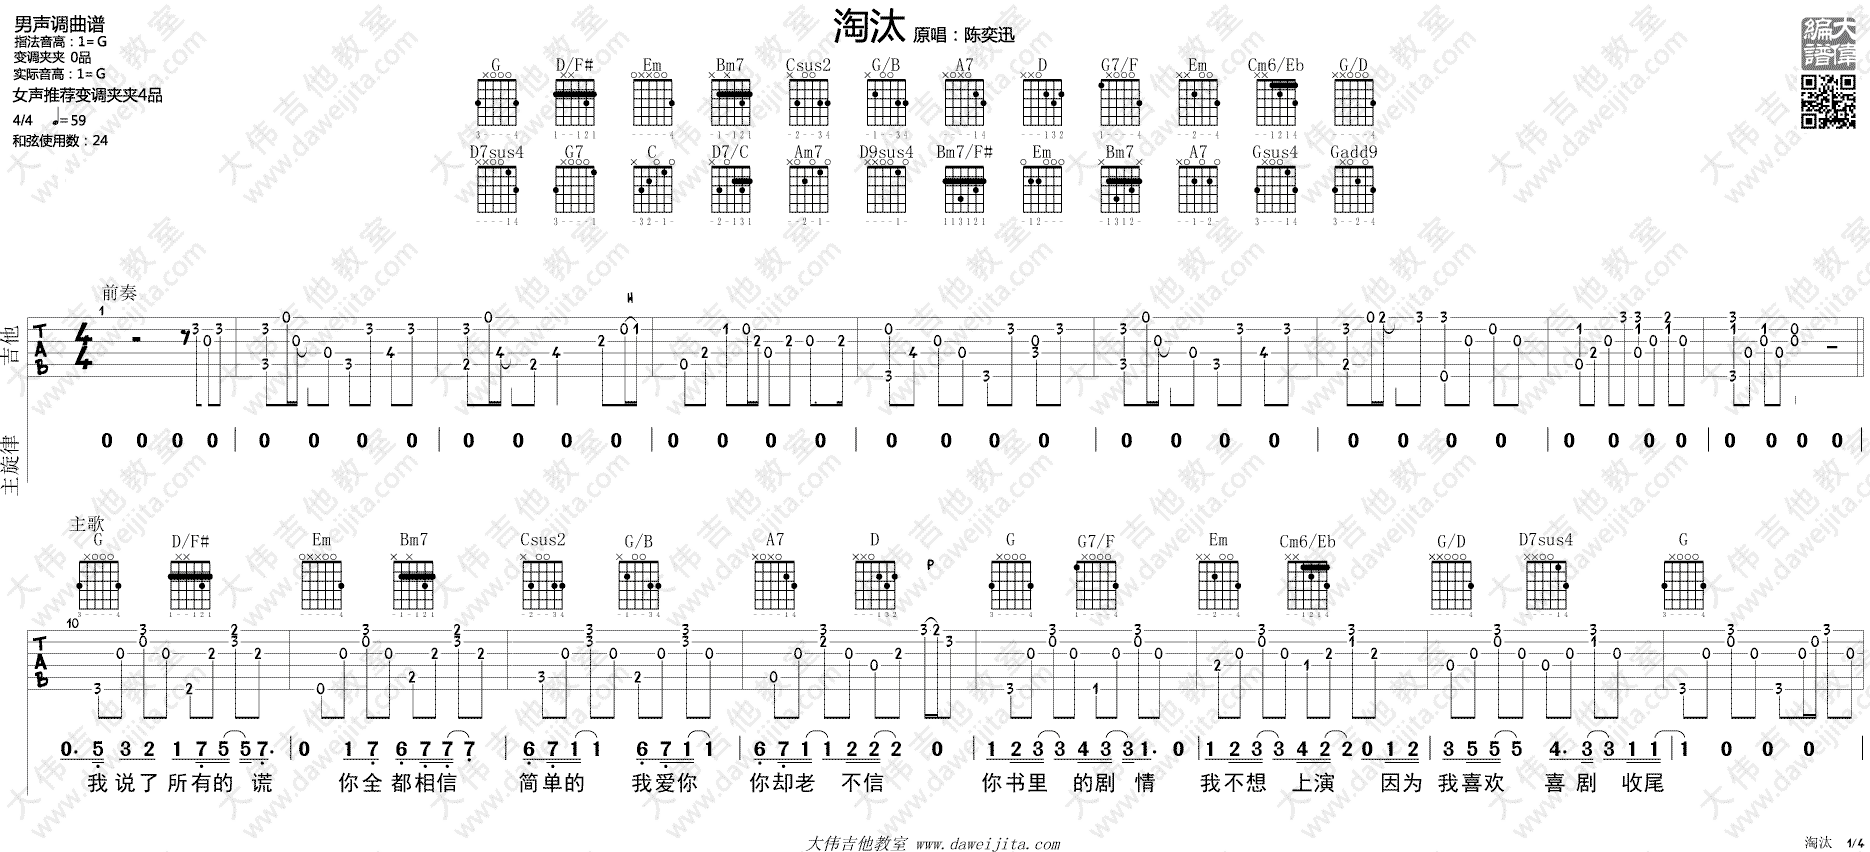 男声调曲谱
指法音高：1=G
变调夹夹 0品
实际音高：1=G
女声推荐变调夹夹4品
4/4 ♩=59
和弦使用数：24
淘汰 原唱：陈奕迅
大偉編譜
G D/F# Em Bm7 Csus2 G/B A7 D G7/F Em Cm6/Eb G/D
D7sus4 G7 C D7/C Am7 D9sus4 Bm7/F# Em Bm7 A7 Gsus4 Gadd9
前奏
1
H
吉他
TAB
4/4
主旋律
0 0 0 0 | 0 0 0 0 | 0 0 0 0 | 0 0 0 0 | 0 0 0 0 | 0 0 0 0 | 0 0 0 0 | 0 0 0 0 | 0 0 0 0 |
主歌
G D/F# Em Bm7 Csus2 G/B A7 D G G7/F Em Cm6/Eb G/D D7sus4 G
P
10
TAB
0. 5 3 2 1 7 5 5 7. | 0 1 7 6 7 7 7 | 6 7 1 1 6 7 1 1 | 6 7 1 1 2 2 2 0 | 1 2 3 3 4 3 3 1. 0 | 1 2 3 3 4 2 2 0 1 2 | 3 5 5 5 4. 3 3 1 1 | 1 0 0 0 |
我说了 所有的 谎 你全 都相信 简单的 我爱你 你却老 不信 你书里 的剧 情 我不想 上演 因为 我喜欢 喜 剧 收尾
大伟吉他教室 www.daweijita.com
淘汰 1/4